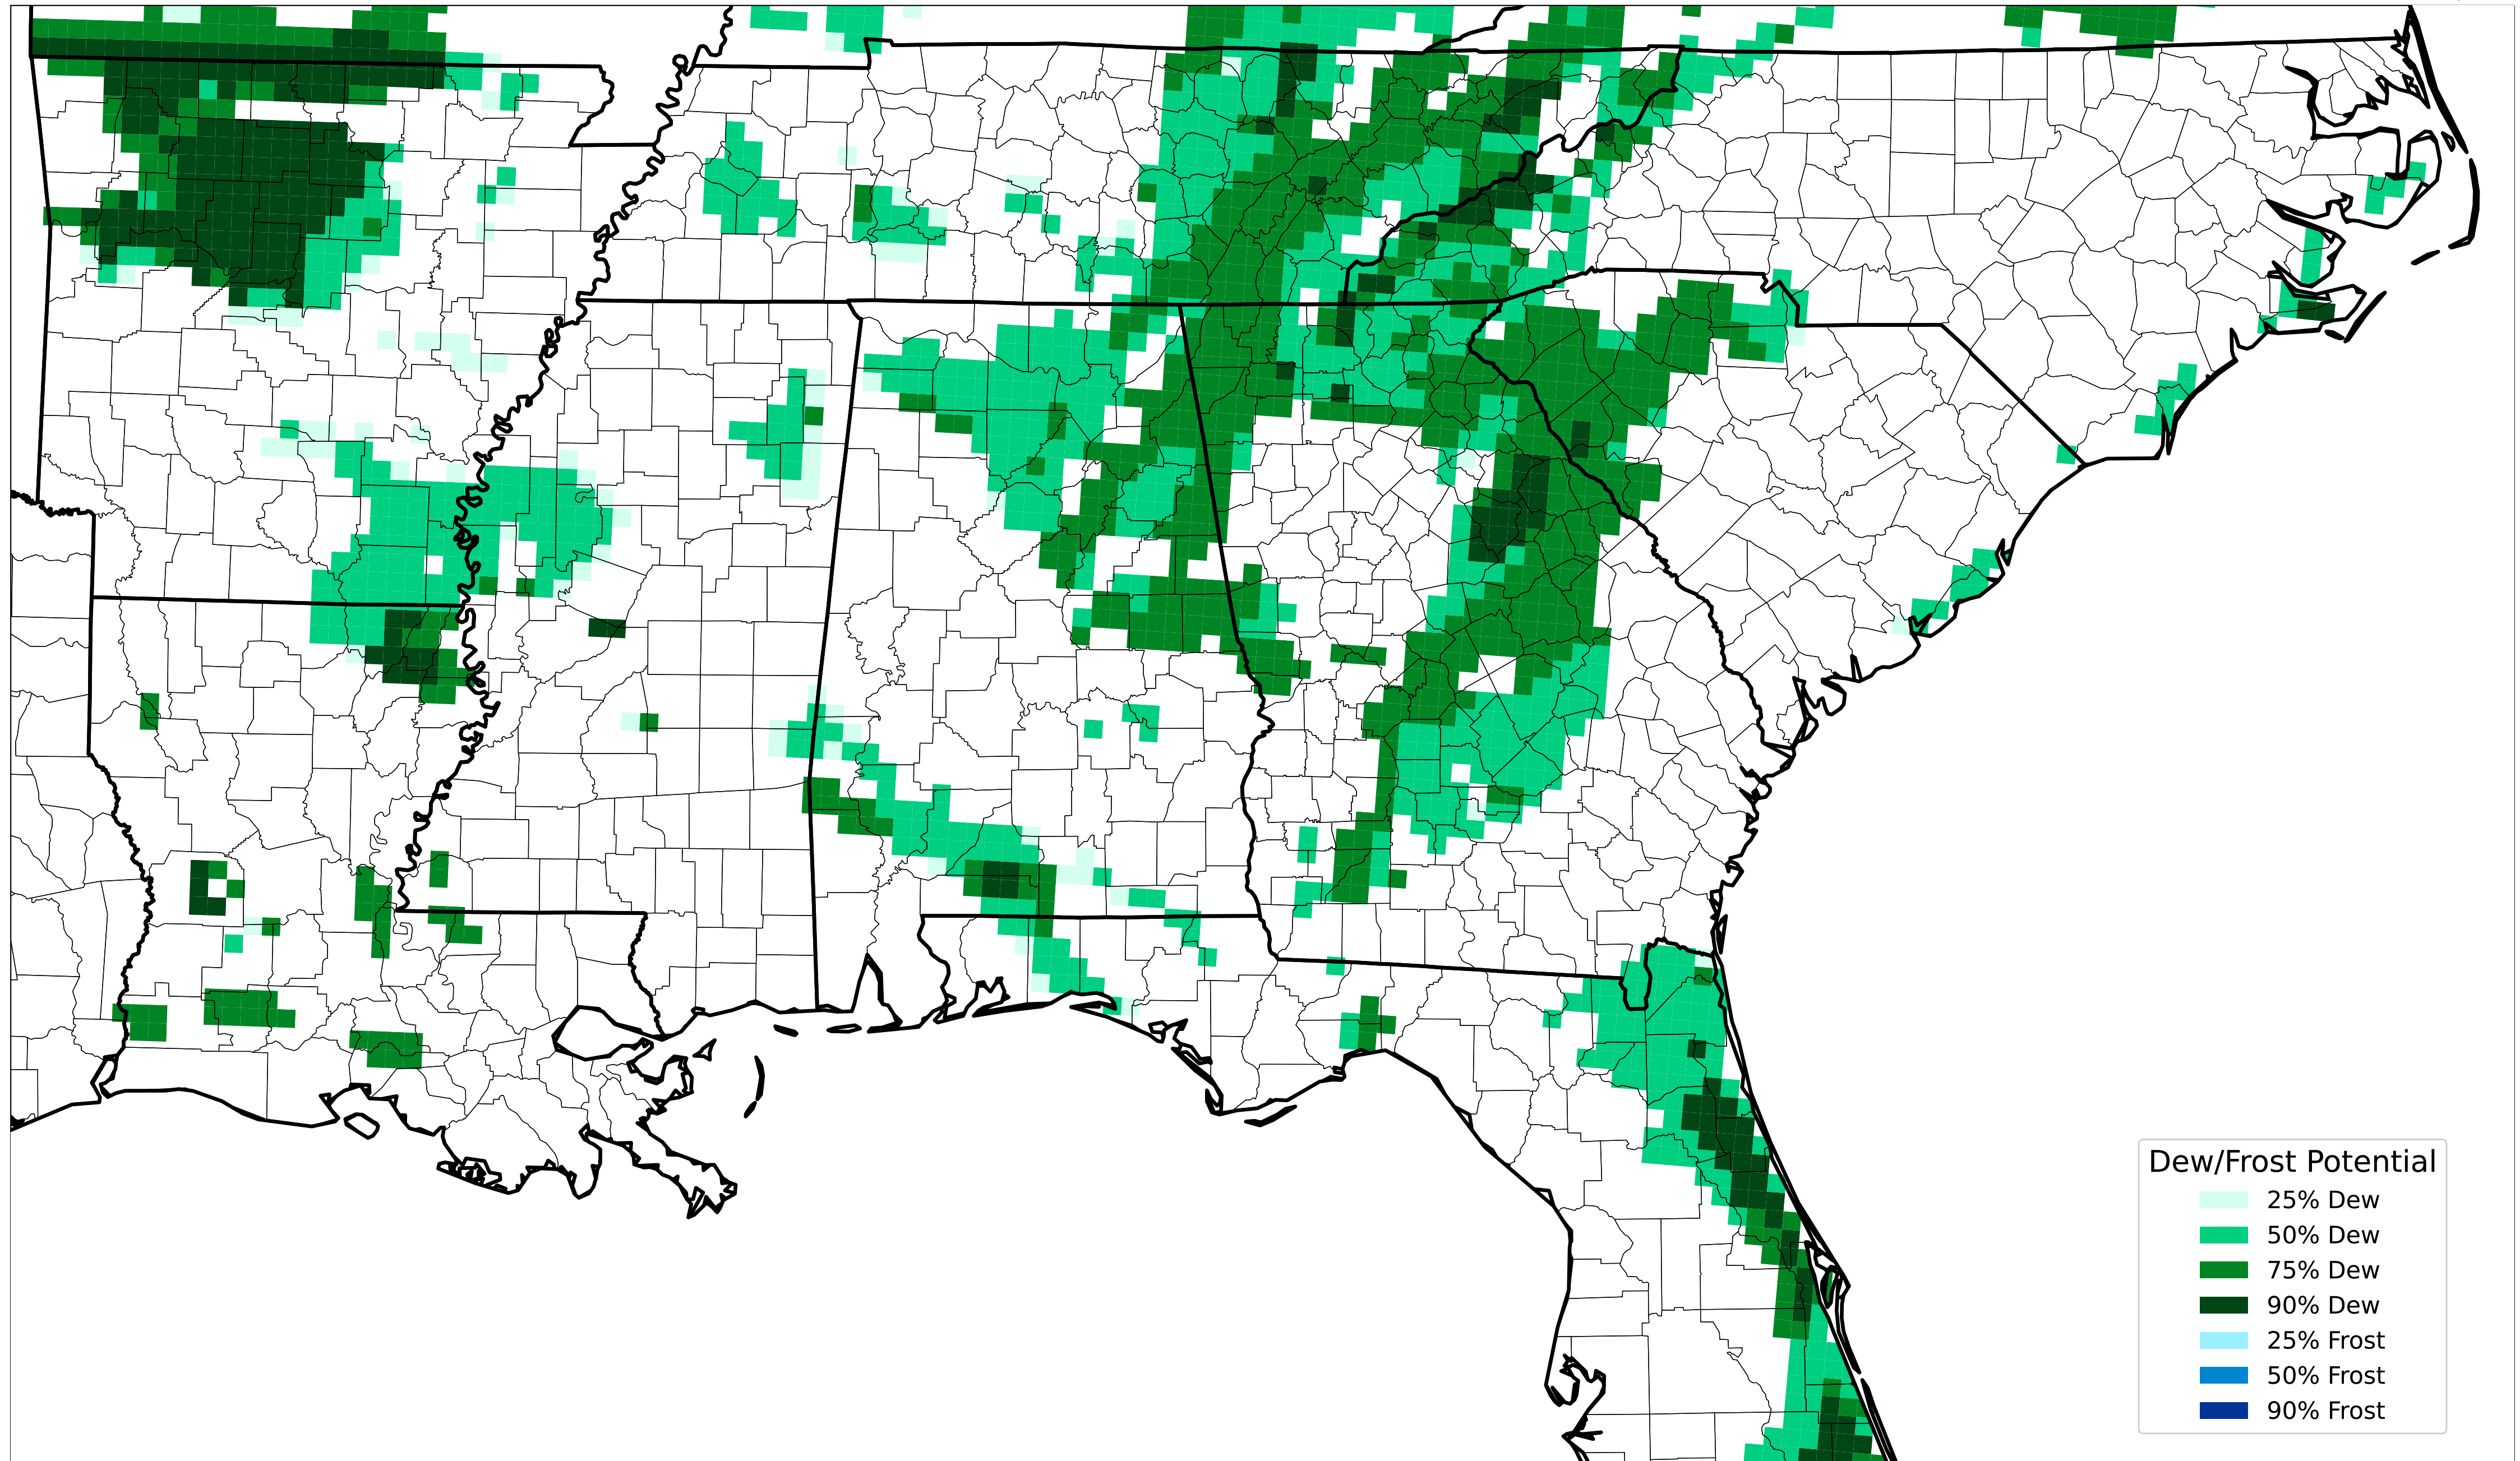 Dew/Frost Potential
25% Dew
50% Dew
75% Dew
90% Dew
25% Frost
50% Frost
90% Frost